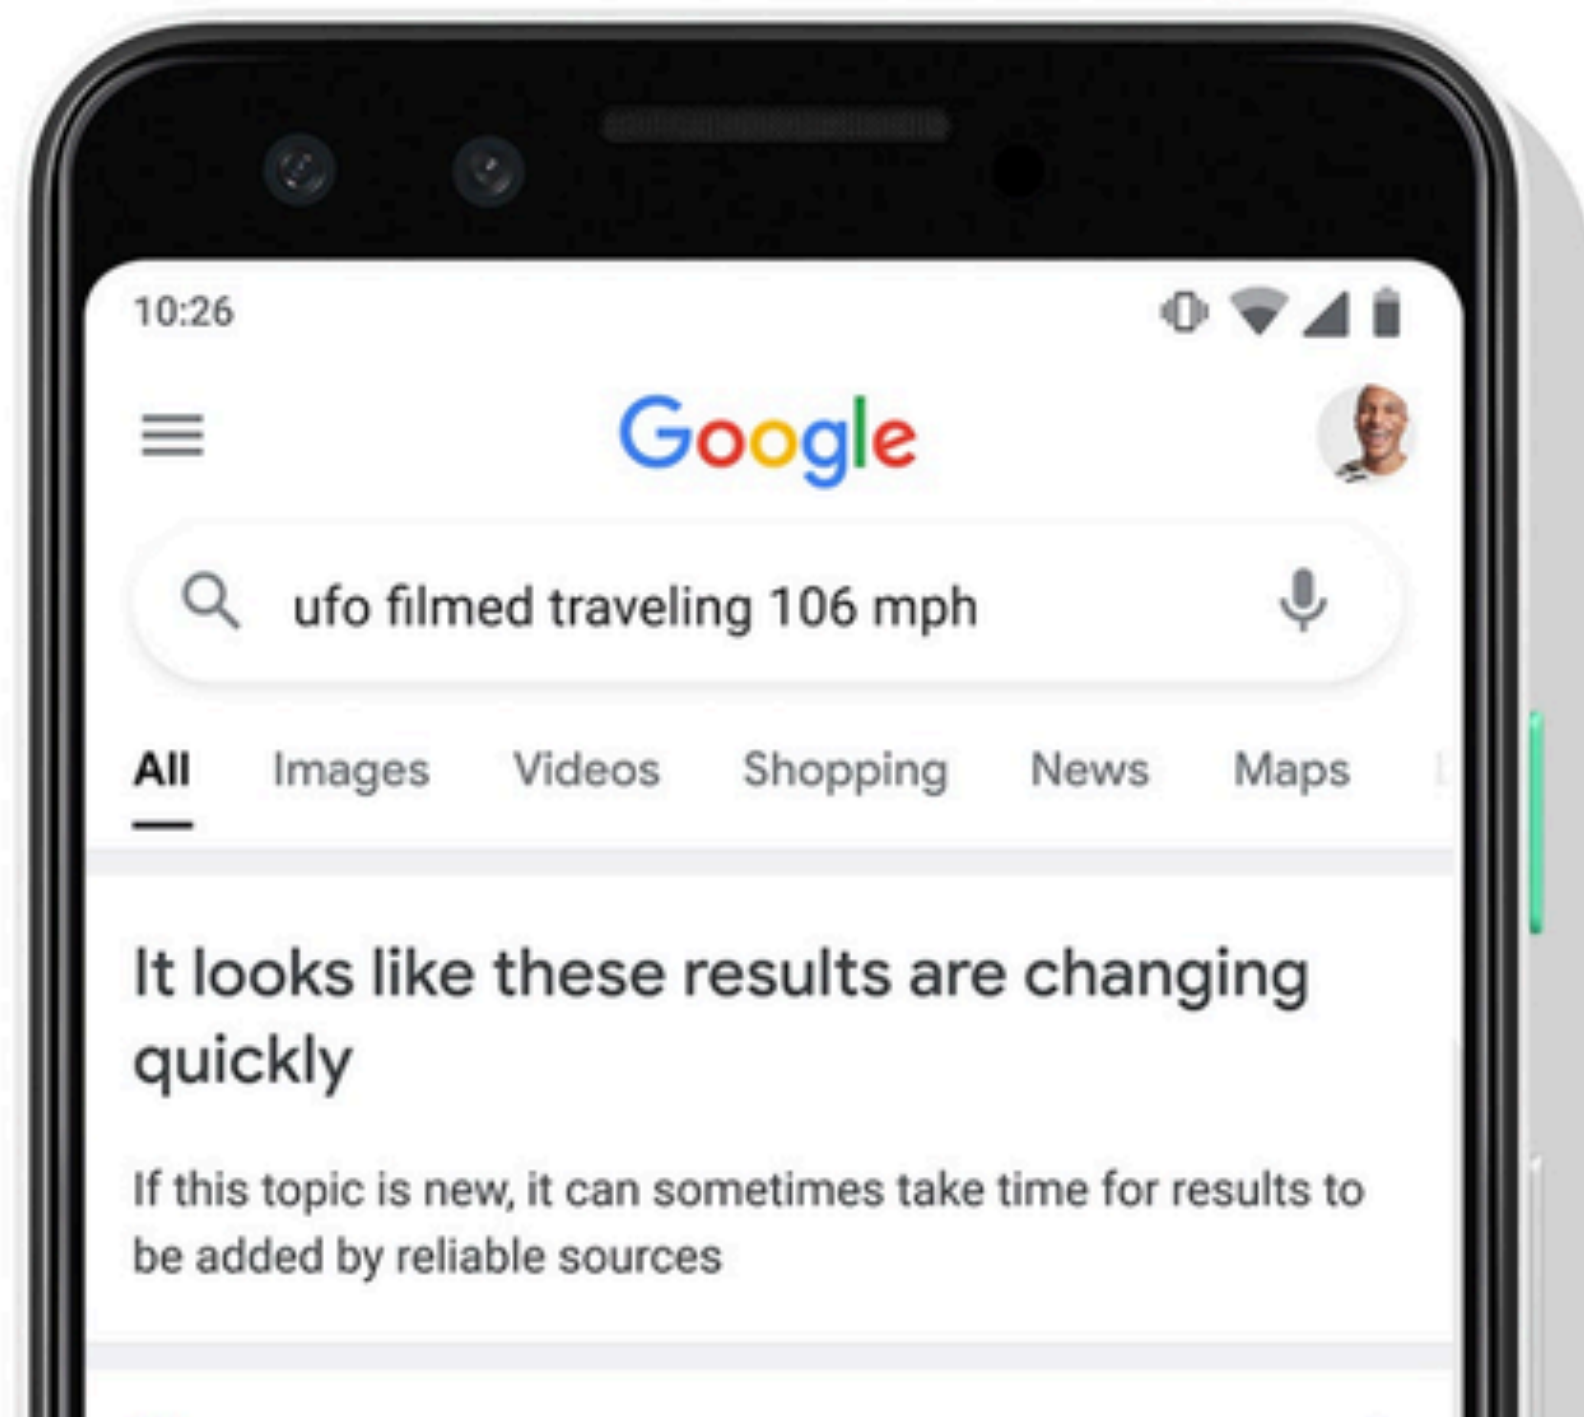 10:26
Google
ufo filmed traveling 106 mph
All Images Videos Shopping News Maps
It looks like these results are changing
quickly
If this topic is new, it can sometimes take time for results to
be added by reliable sources